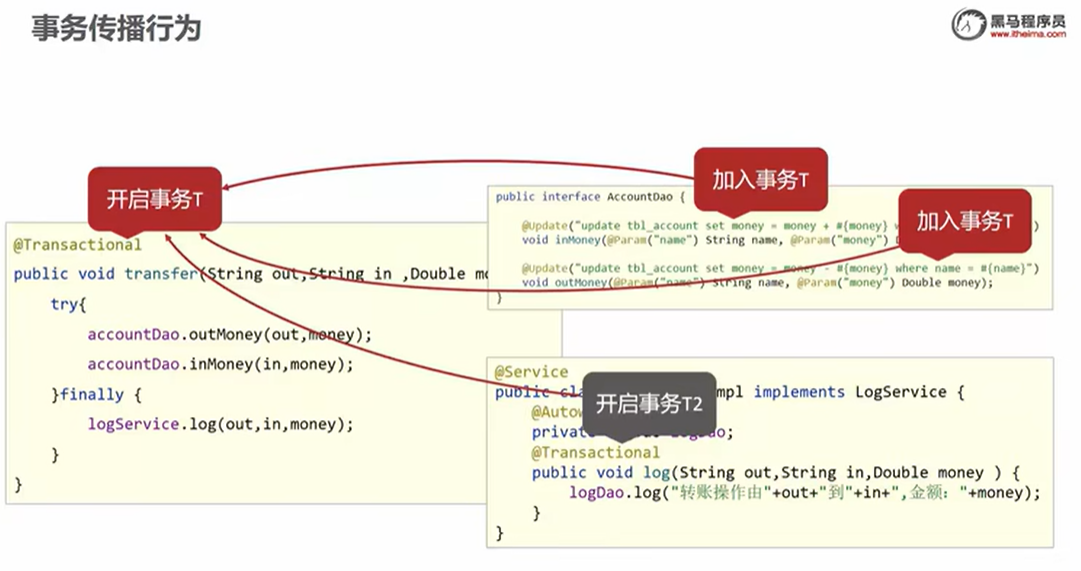 事务传播行为
黑马程序员
www.itheima.com
开启事务T
@Transactional
public void transfer(String out,String in ,Double mo
try{
accountDao.outMoney(out,money);
accountDao.inMoney(in,money);
}finally {
logService.log(out,in,money);
}
}
加入事务T
加入事务T
public interface AccountDao {
@Update("update tbl_account set money = money + #{money} w )
void inMoney(@Param("name") String name, @Param("money") D
@Update("update tbl_account set money = money - #{money} where name = #{name}")
void outMoney(@Param("name") String name, @Param("money") Double money);
}
开启事务T2
@Service
public cla mpl implements LogService {
@Autow
private LogDao;
@Transactional
public void log(String out,String in,Double money ) {
logDao.log("转账操作由"+out+"到"+in+",金额："+money);
}
}